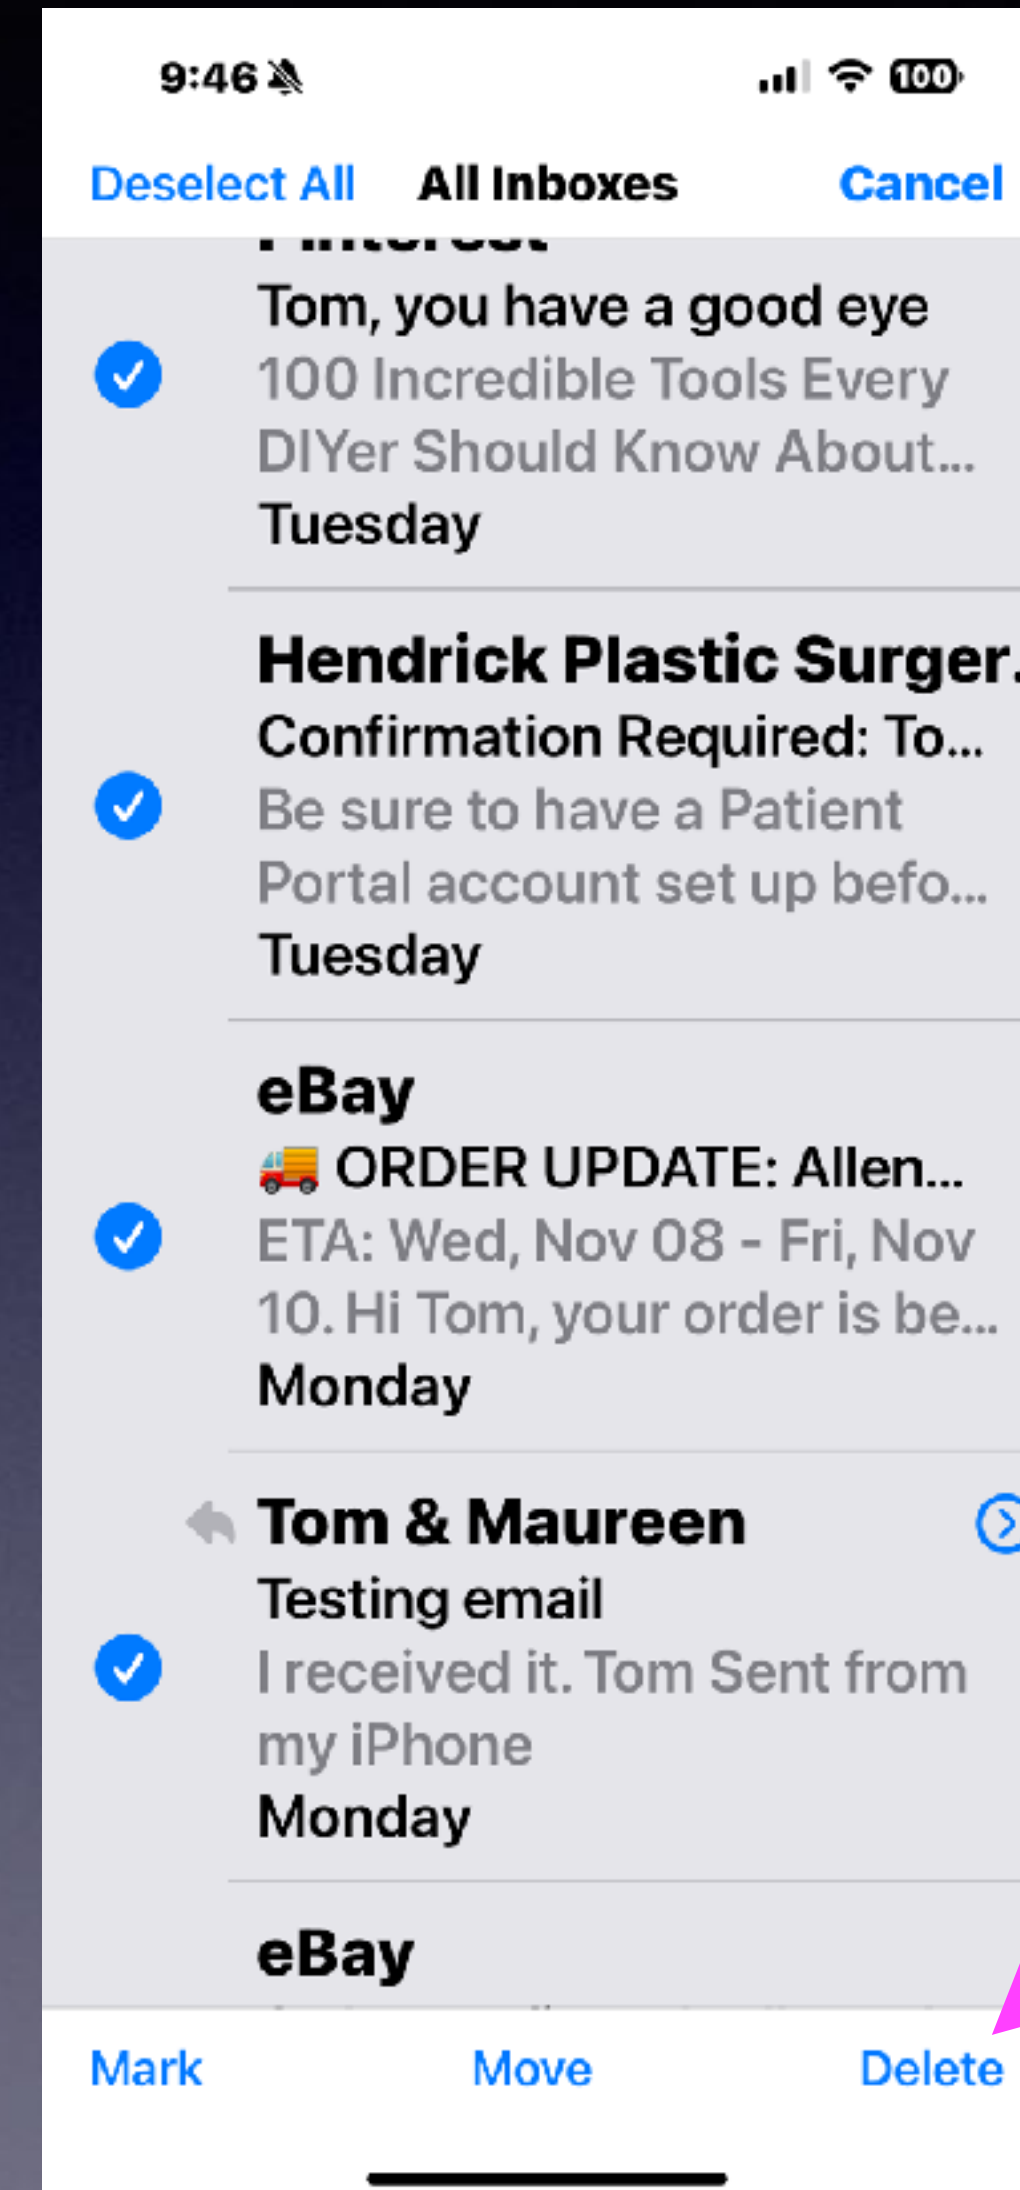 9:46
100
Deselect All All Inboxes Cancel
Pinterest
Tom, you have a good eye
100 Incredible Tools Every
DIYer Should Know About...
Tuesday
Hendrick Plastic Surger.
Confirmation Required: To...
Be sure to have a Patient
Portal account set up befo...
Tuesday
eBay
ORDER UPDATE: Allen...
ETA: Wed, Nov 08 - Fri, Nov
10. Hi Tom, your order is be...
Monday
Tom & Maureen
Testing email
I received it. Tom Sent from
my iPhone
Monday
eBay
Mark Move Delete